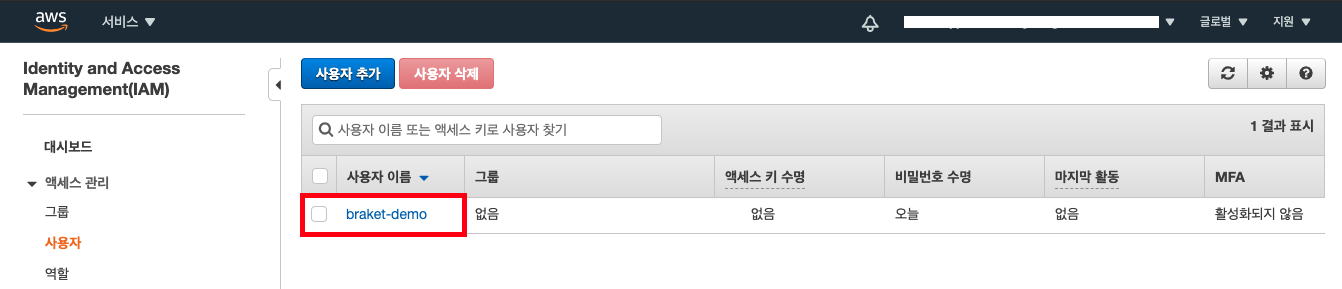 aws 서비스 글로벌 지원
Identity and Access
Management(IAM)
대시보드
액세스 관리
그룹
사용자
역할
사용자 추가 사용자 삭제
사용자 이름 또는 액세스 키로 사용자 찾기 1 결과 표시
사용자 이름 그룹 액세스 키 수명 비밀번호 수명 마지막 활동 MFA
braket-demo 없음 없음 오늘 없음 활성화되지 않음